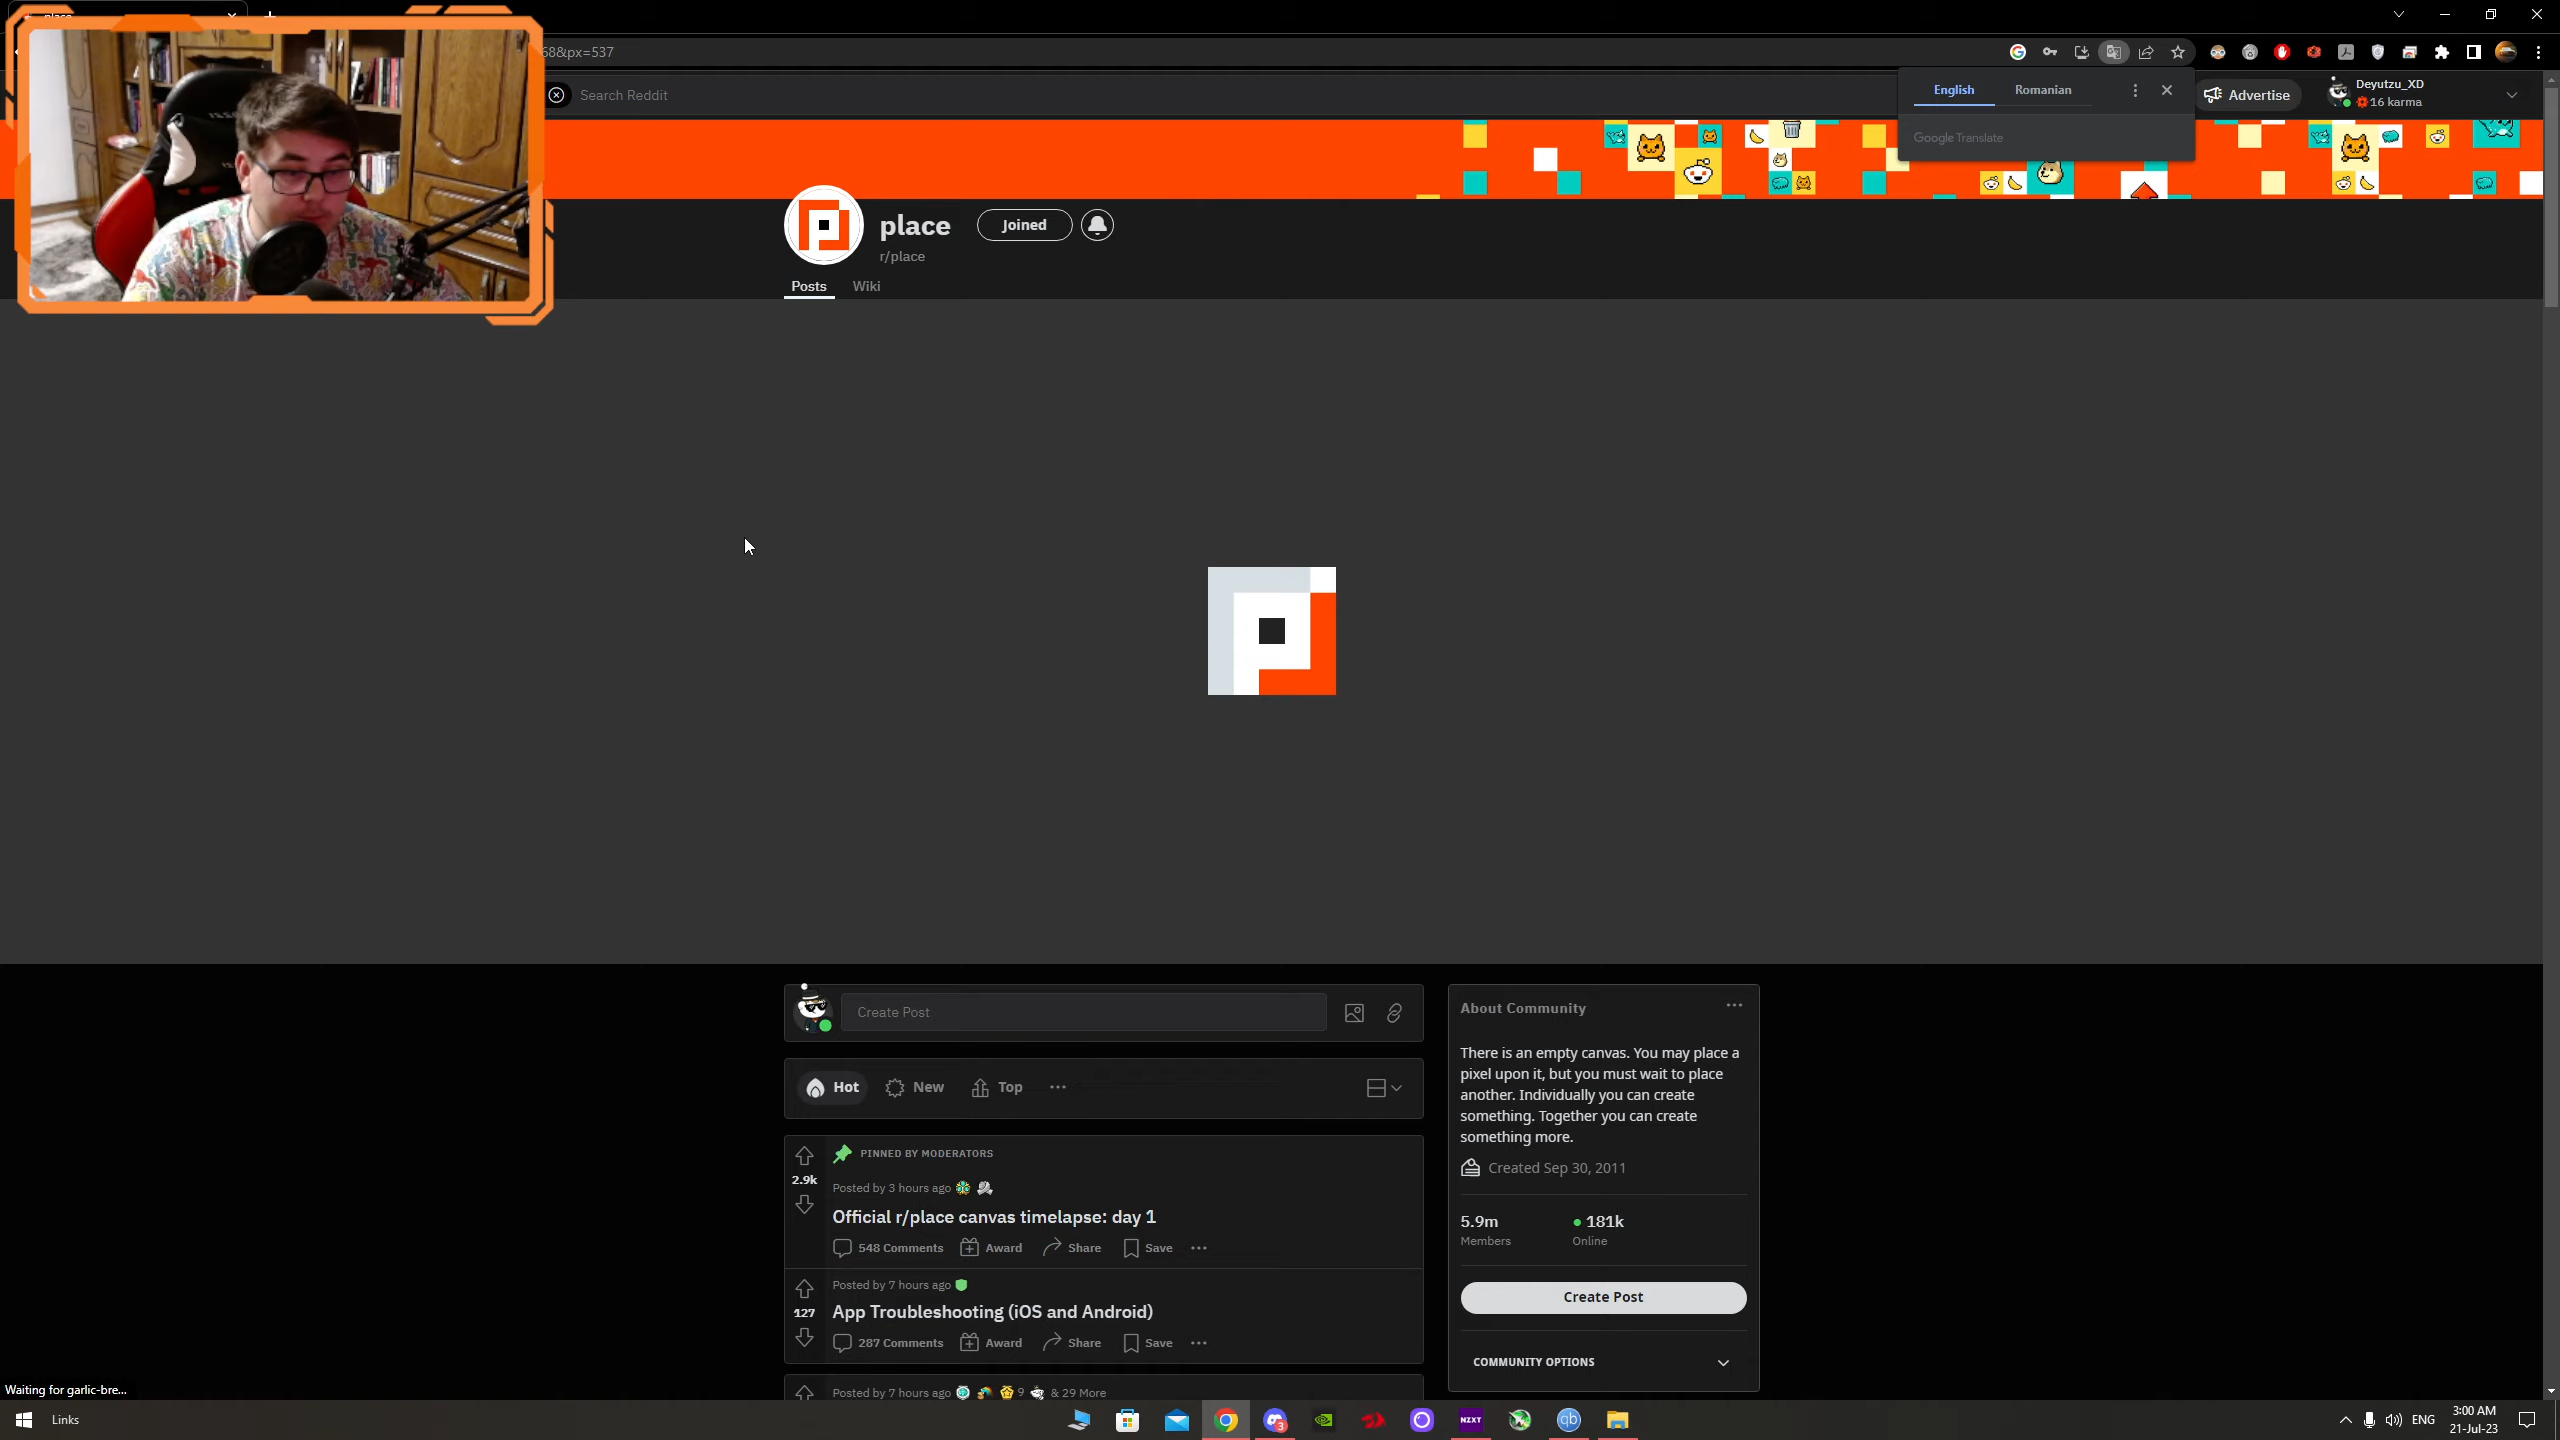 place
68&px=537
Search Reddit
English
Romanian
Google Translate
Advertise
Deyutzu_XD
16 karma
place
Joined
r/place
Posts
Wiki
Create Post
Hot
New
Top
PINNED BY MODERATORS
2.9k
Posted by 3 hours ago
Official r/place canvas timelapse: day 1
548 Comments
Award
Share
Save
Posted by 7 hours ago
127
App Troubleshooting (iOS and Android)
287 Comments
Award
Share
Save
Posted by 7 hours ago
9
& 29 More
About Community
There is an empty canvas. You may place a
pixel upon it, but you must wait to place
another. Individually you can create
something. Together you can create
something more.
Created Sep 30, 2011
5.9m
Members
181k
Online
Create Post
COMMUNITY OPTIONS
Waiting for garlic-bre...
Links
3
NZXT
qb
ENG
3:00 AM
21-Jul-23